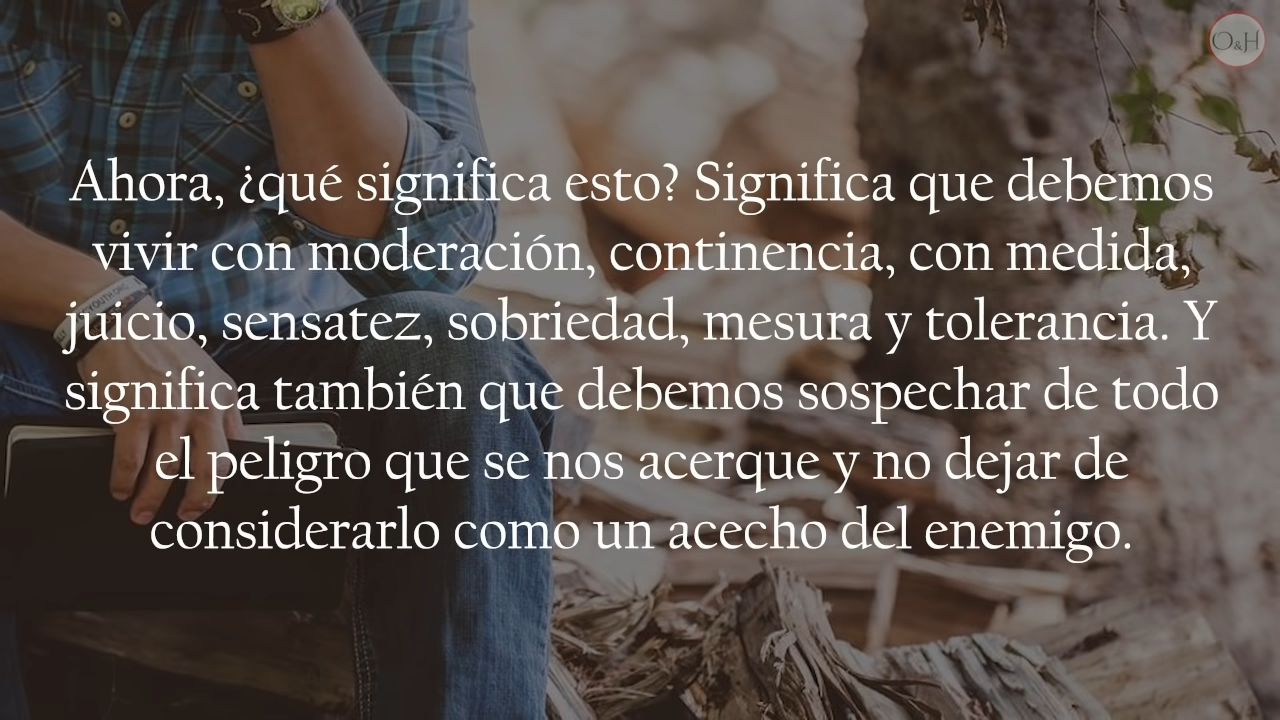 O&H
Ahora, ¿qué significa esto? Significa que debemos
vivir con moderación, continencia, con medida,
juicio, sensatez, sobriedad, mesura y tolerancia. Y
significa también que debemos sospechar de todo
el peligro que se nos acerque y no dejar de
considerarlo como un acecho del enemigo.